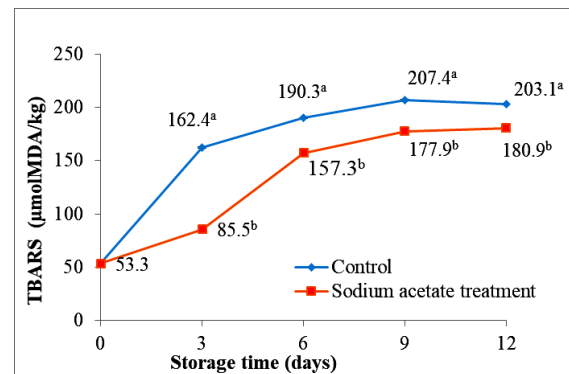 TBARS (µmolMDA/kg)
250
200
150
100
50
0
207.4ᵃ
203.1ᵃ
190.3ᵃ
162.4ᵃ
177.9ᵇ
180.9ᵇ
157.3ᵇ
85.5ᵇ
53.3
Control
Sodium acetate treatment
0 3 6 9 12
Storage time (days)